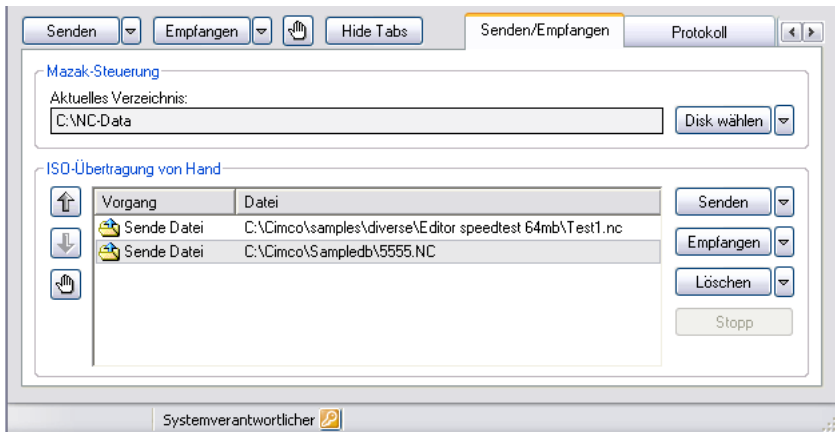 Senden Empfangen Hide Tabs Senden/Empfangen Protokoll
Mazak-Steuerung
Aktuelles Verzeichnis:
C:\NC-Data Disk wählen
ISO-Übertragung von Hand
Vorgang Datei Senden
Sende Datei C:\Cimco\samples\diverse\Editor speedtest 64mb\Test1.nc
Sende Datei C:\Cimco\Sampledb\5555.NC Empfangen
Löschen
Stopp
Systemverantwortlicher